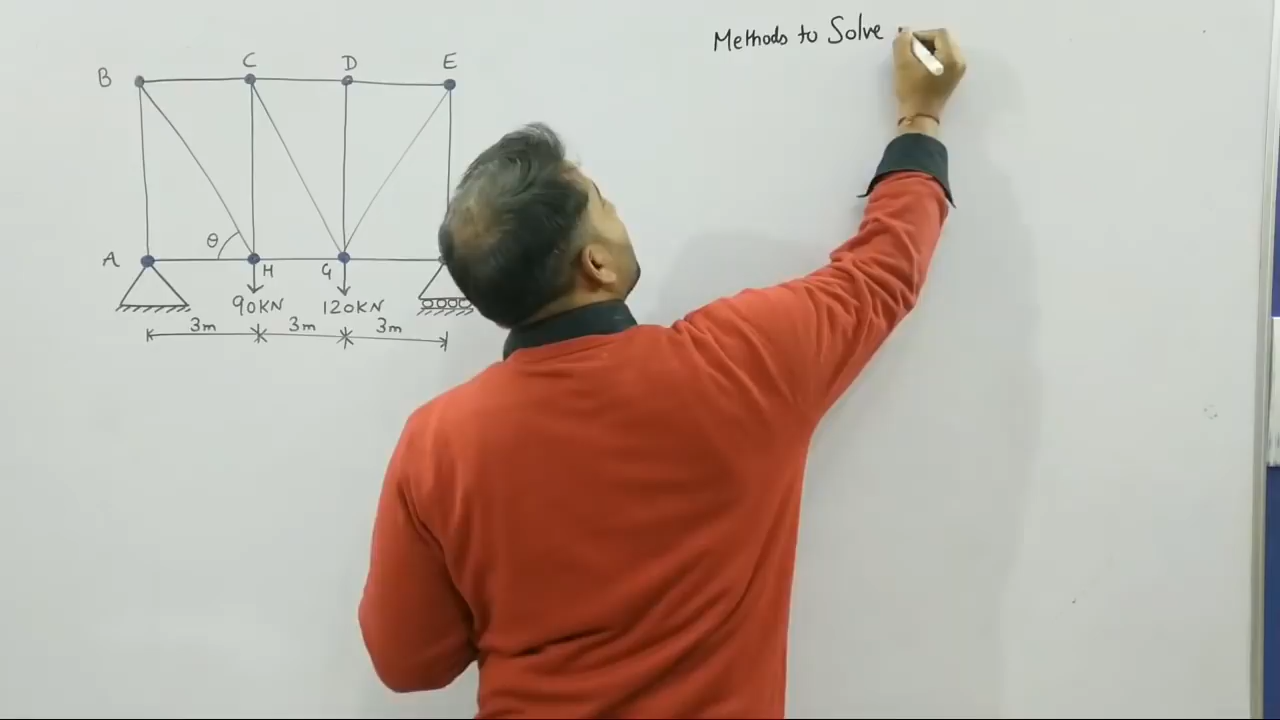 Methods to Solve
B C D E
θ
A H G
90KN 120KN
3m 3m 3m